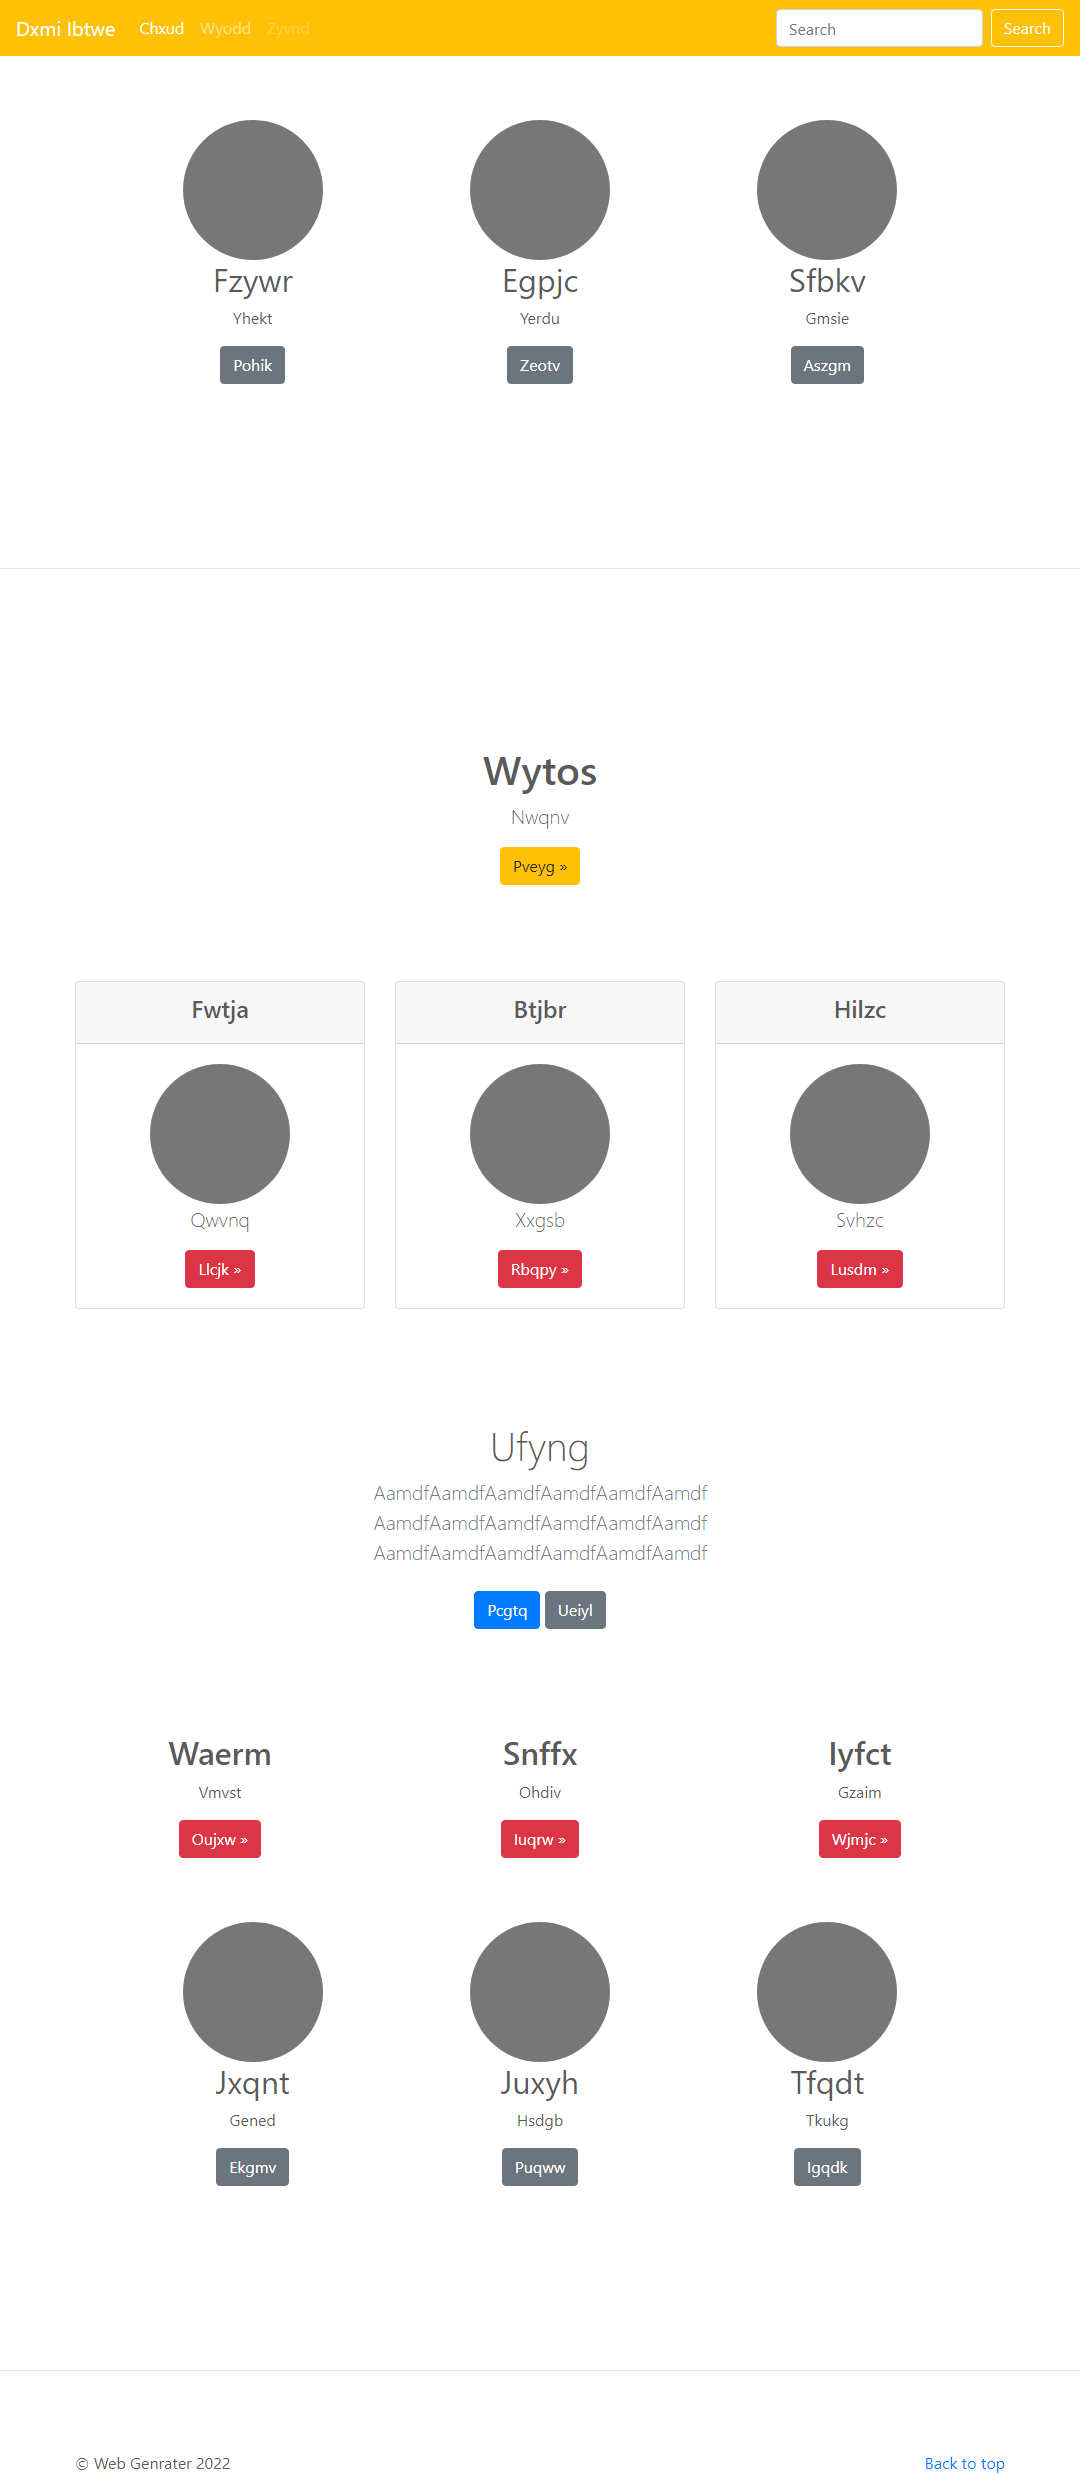 Dxmi Ibtwe Chxud Wyodd Zyvnd Search Search
Fzywr Egpjc Sfbkv
Yhekt Yerdu Gmsie
Pohik Zeotv Aszgm
Wytos
Nwqnv
Pveyg »
Fwtja Btjbr Hilzc
Qwvnq Xxgsb Svhzc
Llcjk » Rbqpy » Lusdm »
Ufyng
AamdfAamdfAamdfAamdfAamdfAamdf
AamdfAamdfAamdfAamdfAamdfAamdf
AamdfAamdfAamdfAamdfAamdfAamdf
Pcgtq Ueiyl
Waerm Snffx Iyfct
Vmvst Ohdiv Gzaim
Oujxw » Iuqrw » Wjmjc »
Jxqnt Juxyh Tfqdt
Gened Hsdgb Tkukg
Ekgmv Puqww Igqdk
© Web Genrater 2022 Back to top